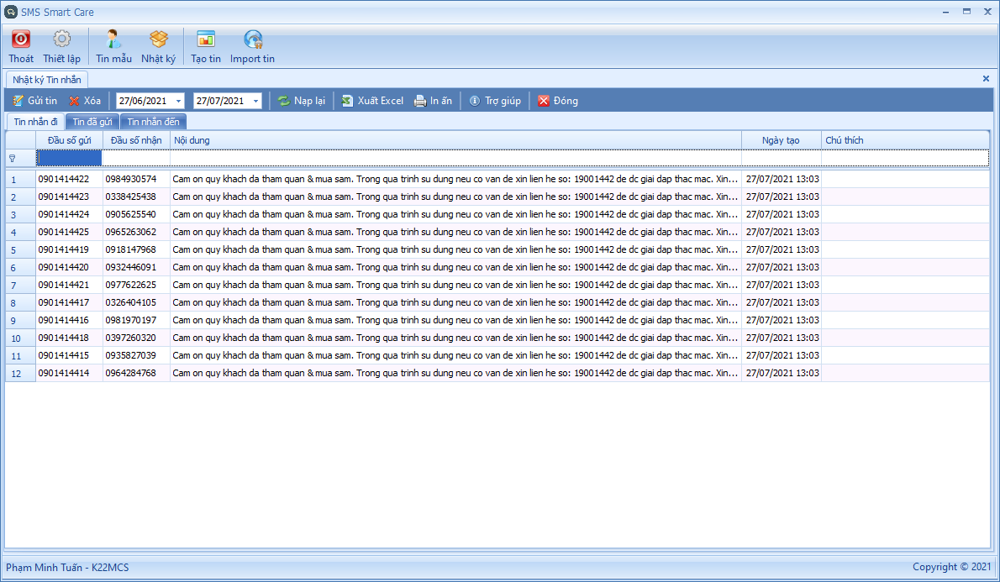 SMS Smart Care
Thoát Thiết lập Tin mẫu Nhật ký Tạo tin Import tin
Nhật ký Tin nhắn
Gửi tin Xóa 27/06/2021 27/07/2021 Nạp lại Xuất Excel In ấn Trợ giúp Đóng
Tin nhắn đi Tin đã gửi Tin nhắn đến
Đầu số gửi Đầu số nhận Nội dung Ngày tạo Chú thích
1 0901414422 0984930574 Cam on quy khach da tham quan & mua sam. Trong qua trinh su dung neu co van de xin lien he so: 19001442 de dc giai dap thac mac. Xin... 27/07/2021 13:03
2 0901414423 0338425438 Cam on quy khach da tham quan & mua sam. Trong qua trinh su dung neu co van de xin lien he so: 19001442 de dc giai dap thac mac. Xin... 27/07/2021 13:03
3 0901414424 0905625540 Cam on quy khach da tham quan & mua sam. Trong qua trinh su dung neu co van de xin lien he so: 19001442 de dc giai dap thac mac. Xin... 27/07/2021 13:03
4 0901414425 0965263062 Cam on quy khach da tham quan & mua sam. Trong qua trinh su dung neu co van de xin lien he so: 19001442 de dc giai dap thac mac. Xin... 27/07/2021 13:03
5 0901414419 0918147968 Cam on quy khach da tham quan & mua sam. Trong qua trinh su dung neu co van de xin lien he so: 19001442 de dc giai dap thac mac. Xin... 27/07/2021 13:03
6 0901414420 0932446091 Cam on quy khach da tham quan & mua sam. Trong qua trinh su dung neu co van de xin lien he so: 19001442 de dc giai dap thac mac. Xin... 27/07/2021 13:03
7 0901414421 0977622625 Cam on quy khach da tham quan & mua sam. Trong qua trinh su dung neu co van de xin lien he so: 19001442 de dc giai dap thac mac. Xin... 27/07/2021 13:03
8 0901414417 0326404105 Cam on quy khach da tham quan & mua sam. Trong qua trinh su dung neu co van de xin lien he so: 19001442 de dc giai dap thac mac. Xin... 27/07/2021 13:03
9 0901414416 0981970197 Cam on quy khach da tham quan & mua sam. Trong qua trinh su dung neu co van de xin lien he so: 19001442 de dc giai dap thac mac. Xin... 27/07/2021 13:03
10 0901414418 0397260320 Cam on quy khach da tham quan & mua sam. Trong qua trinh su dung neu co van de xin lien he so: 19001442 de dc giai dap thac mac. Xin... 27/07/2021 13:03
11 0901414415 0935827039 Cam on quy khach da tham quan & mua sam. Trong qua trinh su dung neu co van de xin lien he so: 19001442 de dc giai dap thac mac. Xin... 27/07/2021 13:03
12 0901414414 0964284768 Cam on quy khach da tham quan & mua sam. Trong qua trinh su dung neu co van de xin lien he so: 19001442 de dc giai dap thac mac. Xin... 27/07/2021 13:03
Phạm Minh Tuấn - K22MCS Copyright © 2021